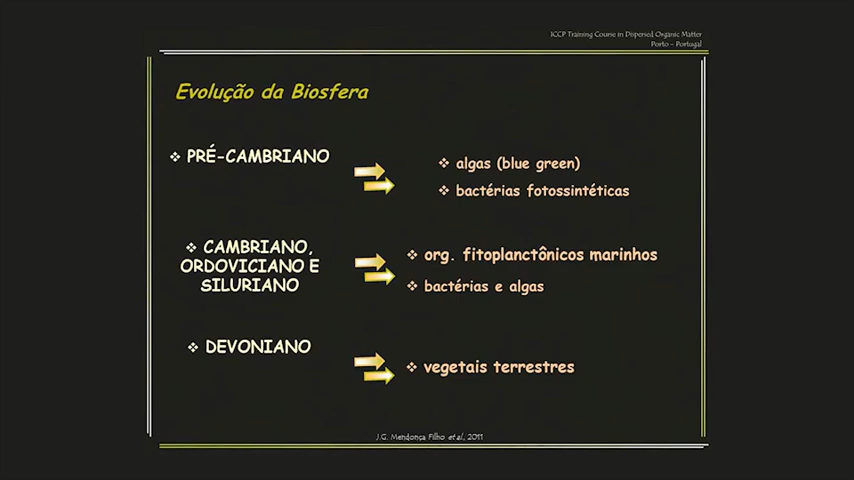 ICCP Training Course in Dispersed Organic Matter
Porto - Portugal
Evolução da Biosfera
❖ PRÉ-CAMBRIANO
❖ algas (blue green)
❖ bactérias fotossintéticas
❖ CAMBRIANO,
ORDOVICIANO E
SILURIANO
❖ org. fitoplanctônicos marinhos
❖ bactérias e algas
❖ DEVONIANO
❖ vegetais terrestres
J.G. Mendonça Filho et al., 2011